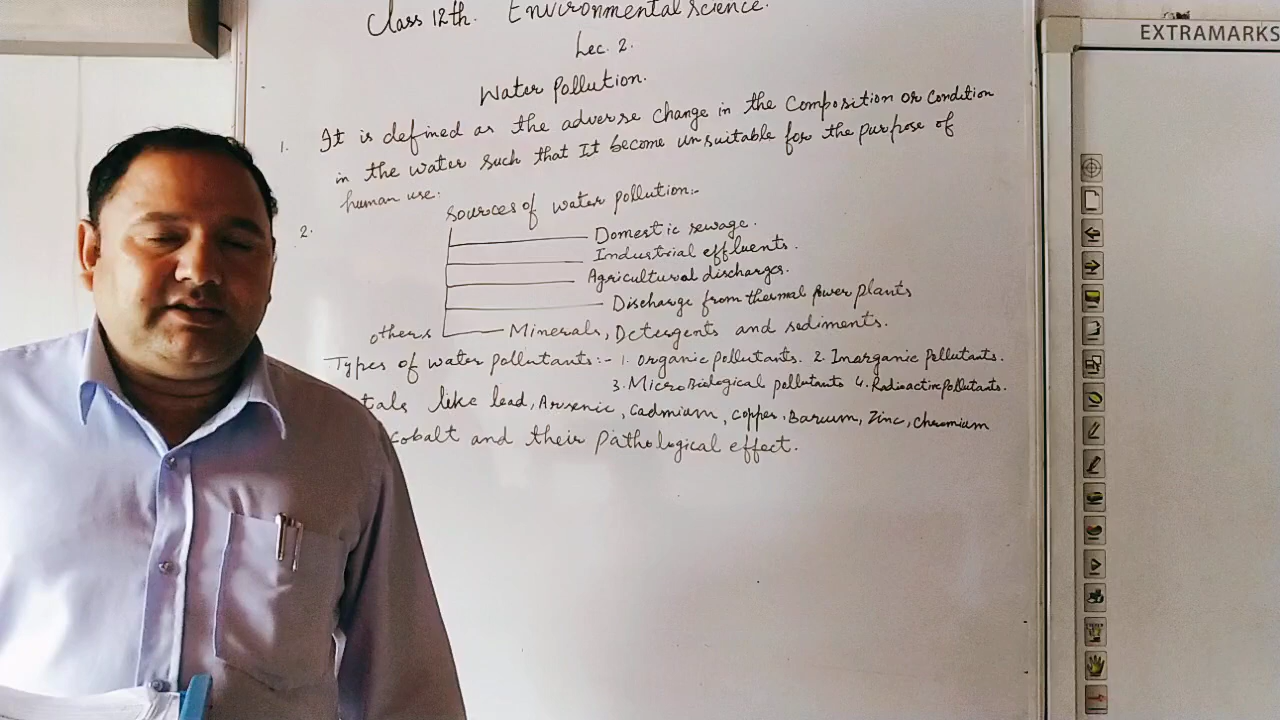 Class 12th. Environmental science.
Lec. 2.
Water Pollution.
1. It is defined as the adverse change in the Composition or Condition
in the water such that It become unsuitable for the purpose of
human use.
2. Sources of water pollution:-
Domestic sewage.
Industrial effluents.
Agricultural discharges.
Discharge from thermal power plants
others Minerals, Detergents and sediments.
Types of water pollutants:- 1. Organic pollutants. 2. Inorganic Pollutants.
3. MicroBiological pollutants 4. Radioactive Pollutants.
tals like lead, Arsenic, Cadmium, Copper, Barium, Zinc, Chromium
Cobalt and their Pathological effect.
EXTRAMARKS